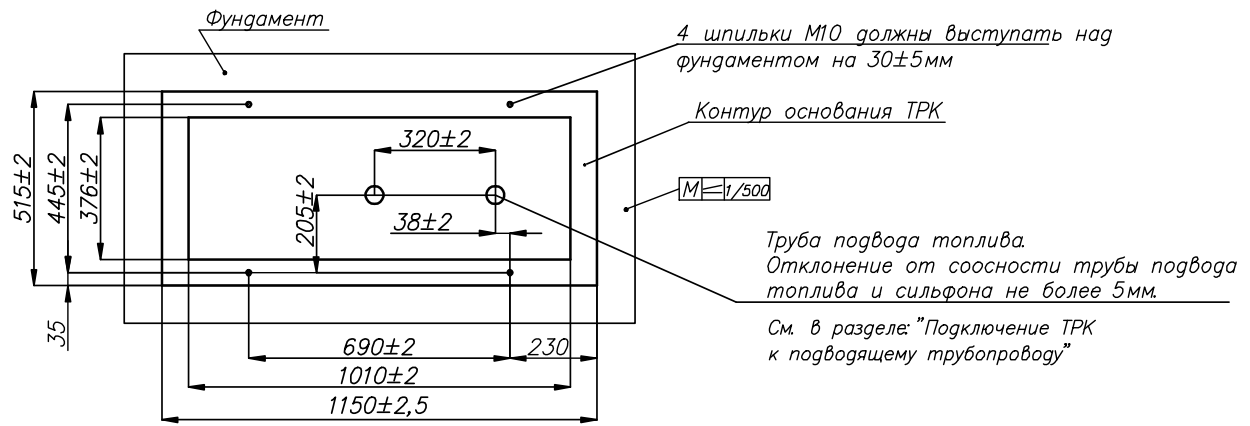 Фундамент
4 шпильки М10 должны выступать над
фундаментом на 30±5мм
Контур основания ТРК
320±2
515±2
445±2
376±2
205±2
М 1/500
38±2
Труба подвода топлива.
Отклонение от соосности трубы подвода
топлива и сильфона не более 5мм.
См. в разделе: "Подключение ТРК
к подводящему трубопроводу"
35
690±2
230
1010±2
1150±2,5